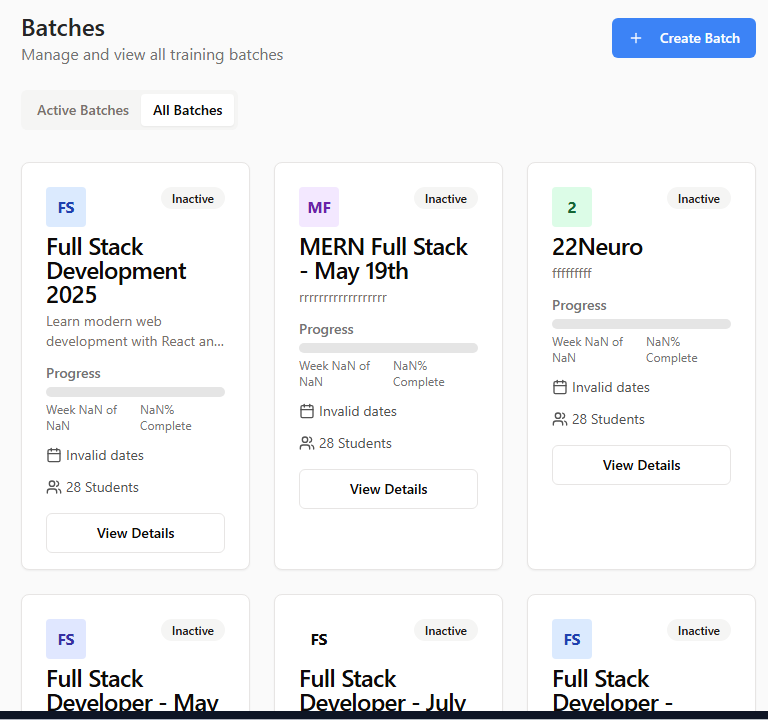 Batches
Manage and view all training batches
+ Create Batch
Active Batches
All Batches
FS
Inactive
Full Stack
Development
2025
Learn modern web
development with React an...
Progress
Week NaN of
NaN
NaN%
Complete
Invalid dates
28 Students
View Details
MF
Inactive
MERN Full Stack
- May 19th
rrrrrrrrrrrrrrrrrr
Progress
Week NaN of
NaN
NaN%
Complete
Invalid dates
28 Students
View Details
2
Inactive
22Neuro
fffffffff
Progress
Week NaN of
NaN
NaN%
Complete
Invalid dates
28 Students
View Details
FS
Inactive
Full Stack
Developer - May
FS
Inactive
Full Stack
Developer - July
FS
Inactive
Full Stack
Developer -